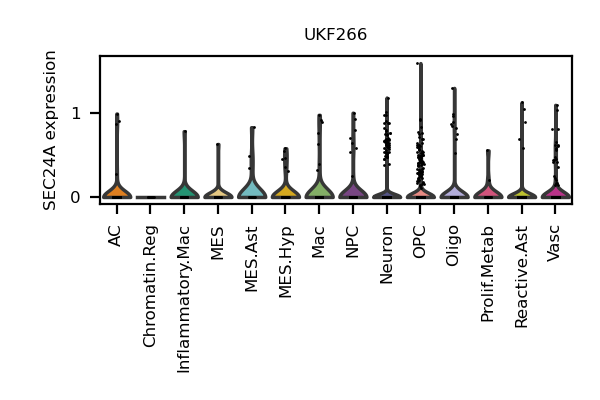 UKF266
SEC24A expression
1
0
AC
Chromatin.Reg
Inflammatory.Mac
MES
MES.Ast
MES.Hyp
Mac
NPC
Neuron
OPC
Oligo
Prolif.Metab
Reactive.Ast
Vasc